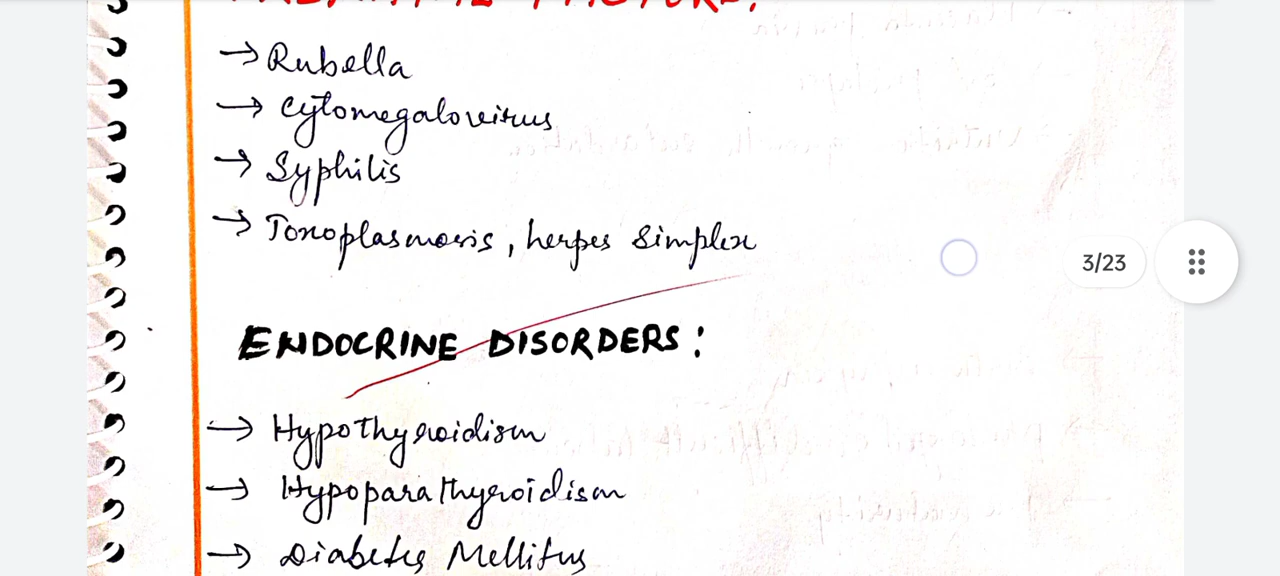 → Rubella
→ Cytomegalovirus
→ Syphilis
→ Toxoplasmosis, herpes simplex
3/23
ENDOCRINE DISORDERS:
→ Hypothyroidism
→ Hypoparathyroidism
→ Diabetes Mellitus